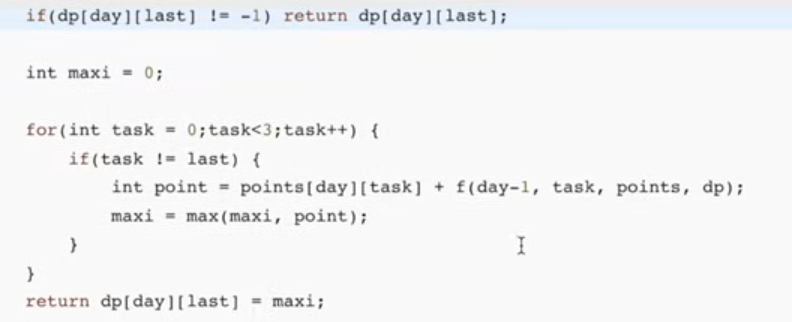 if(dp[day][last] != -1) return dp[day][last];
int maxi = 0;
for(int task = 0;task<3;task++) {
if(task != last) {
int point = points[day][task] + f(day-1, task, points, dp);
maxi = max(maxi, point);
}
}
return dp[day][last] = maxi;